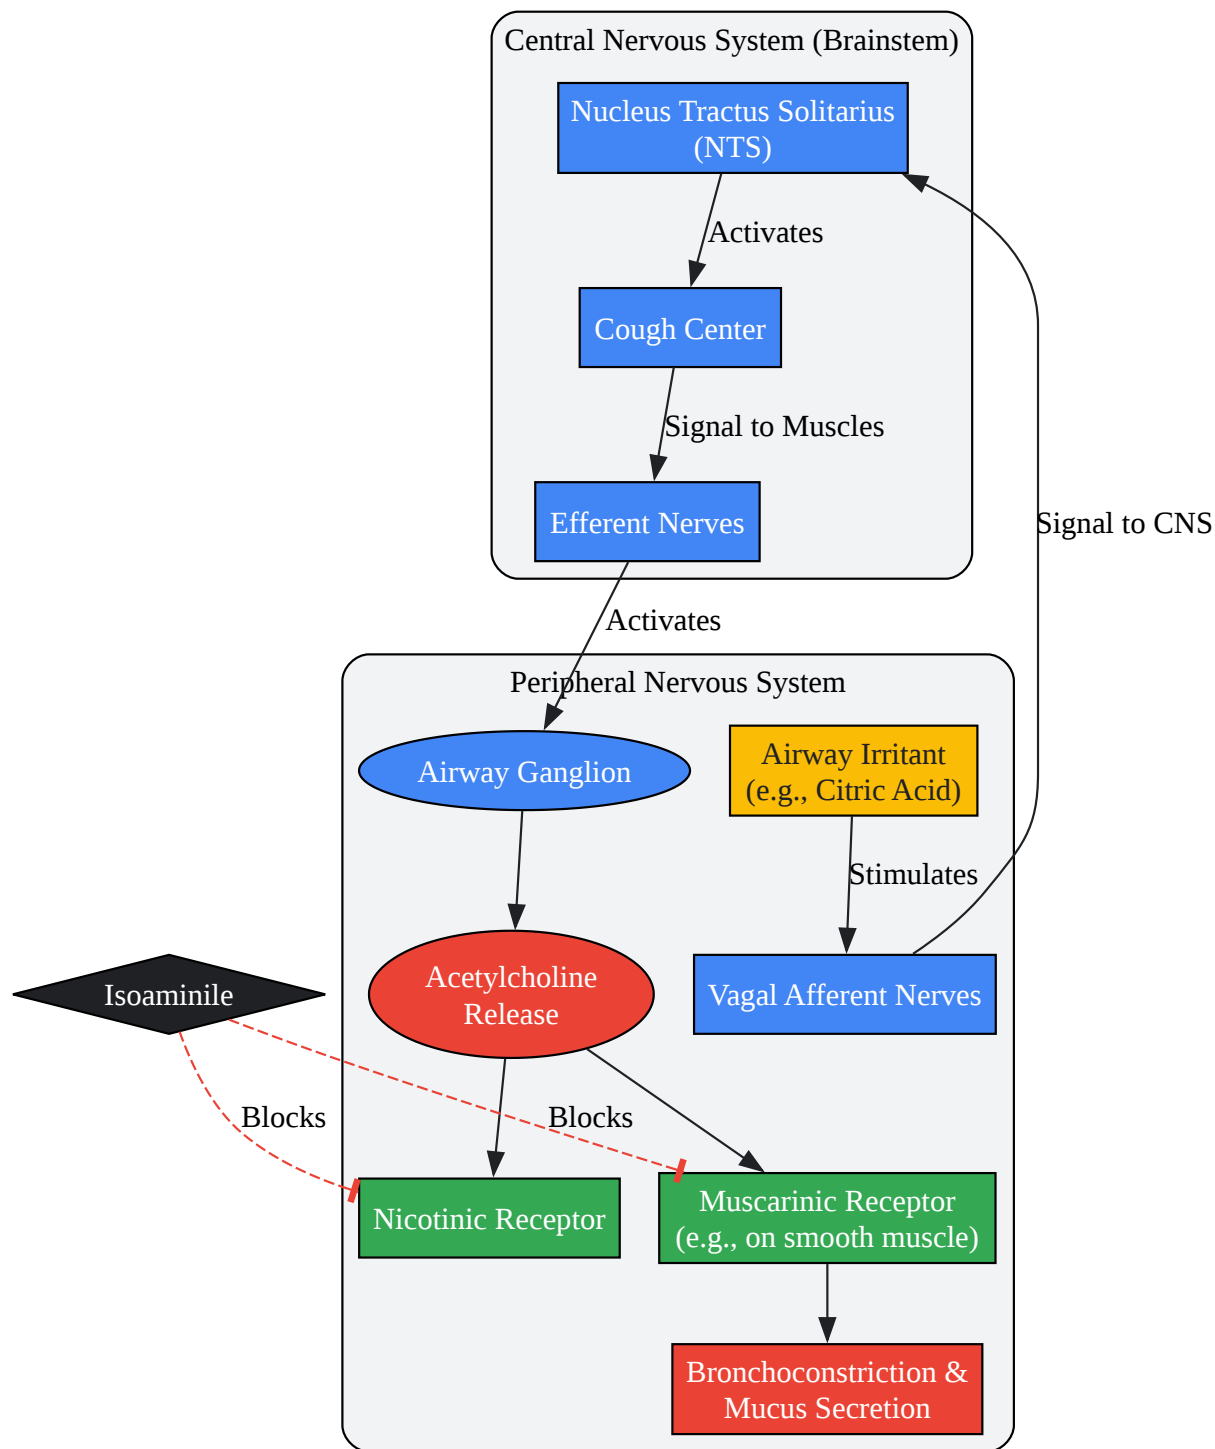 Central Nervous System (Brainstem)
Nucleus Tractus Solitarius
(NTS)
Activates
Cough Center
Signal to Muscles
Efferent Nerves
Signal to CNS
Activates
Peripheral Nervous System
Airway Ganglion
Airway Irritant
(e.g., Citric Acid)
Stimulates
Isoaminile
Acetylcholine
Release
Vagal Afferent Nerves
Blocks
Blocks
Nicotinic Receptor
Muscarinic Receptor
(e.g., on smooth muscle)
Bronchoconstriction &
Mucus Secretion